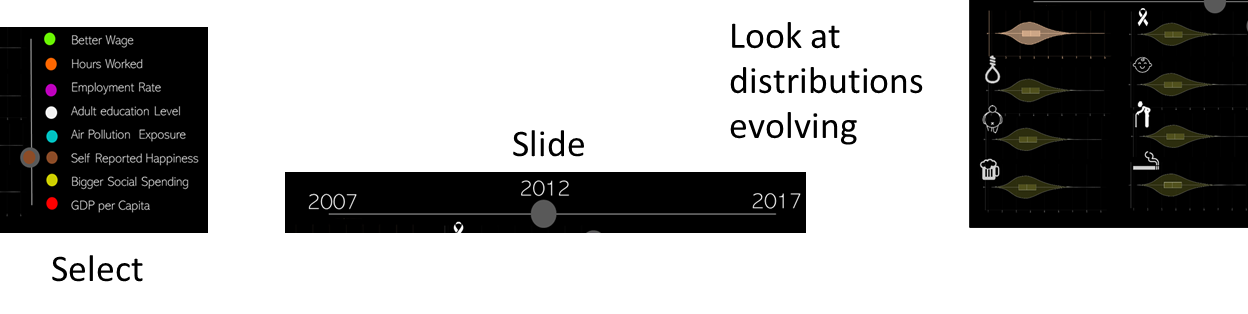 Better Wage
Hours Worked
Employment Rate
Adult education Level
Air Pollution Exposure
Self Reported Happiness
Bigger Social Spending
GDP per Capita
Select
Slide
2007
2012
2017
Look at
distributions
evolving